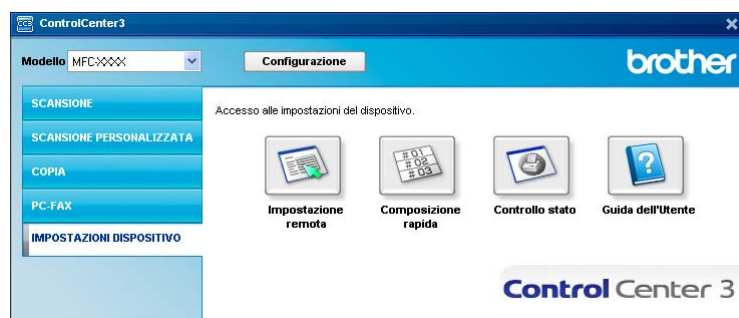 CC3 ControlCenter3
Modello MFC-XXXX
Configurazione
brother
SCANSIONE
SCANSIONE PERSONALIZZATA
COPIA
PC-FAX
IMPOSTAZIONI DISPOSITIVO
Accesso alle impostazioni del dispositivo.
# 01
# 02
# 03
?
Impostazione
remota
Composizione
rapida
Controllo stato
Guida dell'Utente
Control Center 3